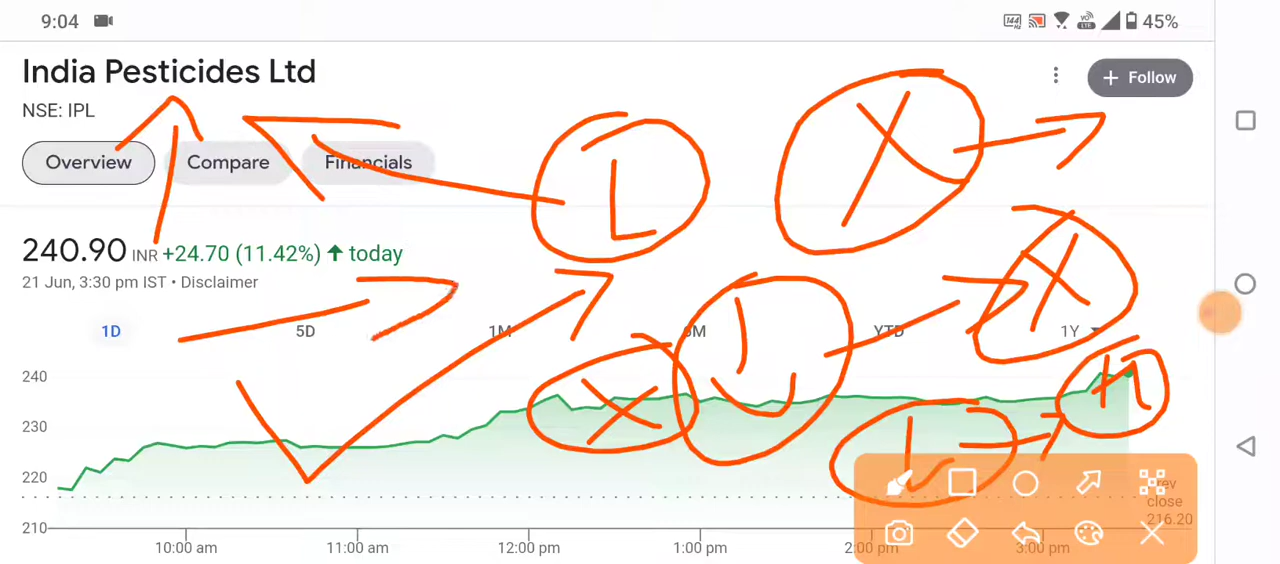 9:04 45%
India Pesticides Ltd
+ Follow
NSE: IPL
Overview Compare Financials
L X
240.90 INR +24.70 (11.42%) ↑ today
21 Jun, 3:30 pm IST • Disclaimer
1D 5D 1M 6M YTD 1Y
X
X
L
240
230
220
210
prev
close
216.20
10:00 am 11:00 am 12:00 pm 1:00 pm 2:00 pm 3:00 pm